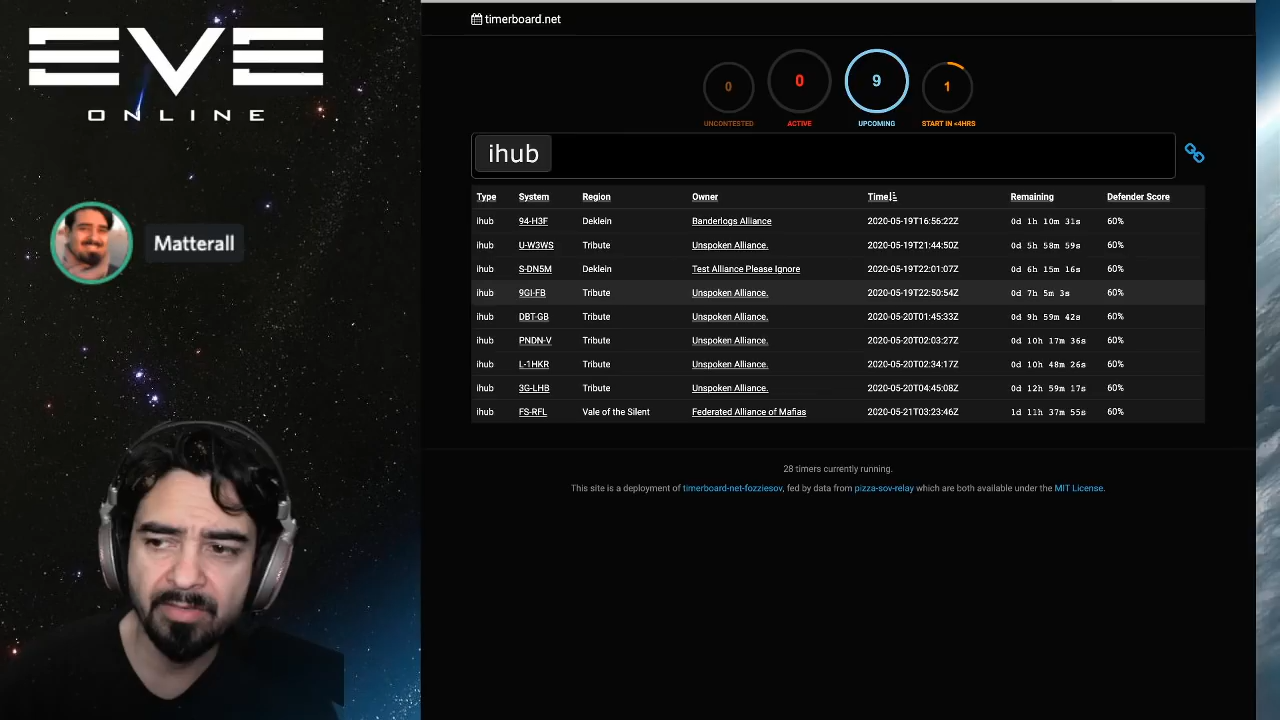 EVE
ONLINE
Matterall
timerboard.net
0 0 9 1
UNCONTESTED ACTIVE UPCOMING START IN <4HRS
ihub
Type System Region Owner Time Remaining Defender Score
ihub 94-H3F Deklein Banderlogs Alliance 2020-05-19T16:56:22Z 0d 1h 10m 31s 60%
ihub U-W3WS Tribute Unspoken Alliance. 2020-05-19T21:44:50Z 0d 5h 58m 59s 60%
ihub S-DN5M Deklein Test Alliance Please Ignore 2020-05-19T22:01:07Z 0d 6h 15m 16s 60%
ihub 9GI-FB Tribute Unspoken Alliance. 2020-05-19T22:50:54Z 0d 7h 5m 3s 60%
ihub DBT-GB Tribute Unspoken Alliance. 2020-05-20T01:45:33Z 0d 9h 59m 42s 60%
ihub PNDN-V Tribute Unspoken Alliance. 2020-05-20T02:03:27Z 0d 10h 17m 36s 60%
ihub L-1HKR Tribute Unspoken Alliance. 2020-05-20T02:34:17Z 0d 10h 48m 26s 60%
ihub 3G-LHB Tribute Unspoken Alliance. 2020-05-20T04:45:08Z 0d 12h 59m 17s 60%
ihub FS-RFL Vale of the Silent Federated Alliance of Mafias 2020-05-21T03:23:46Z 1d 11h 37m 55s 60%
28 timers currently running.
This site is a deployment of timerboard-net-fozziesov, fed by data from pizza-sov-relay which are both available under the MIT License.